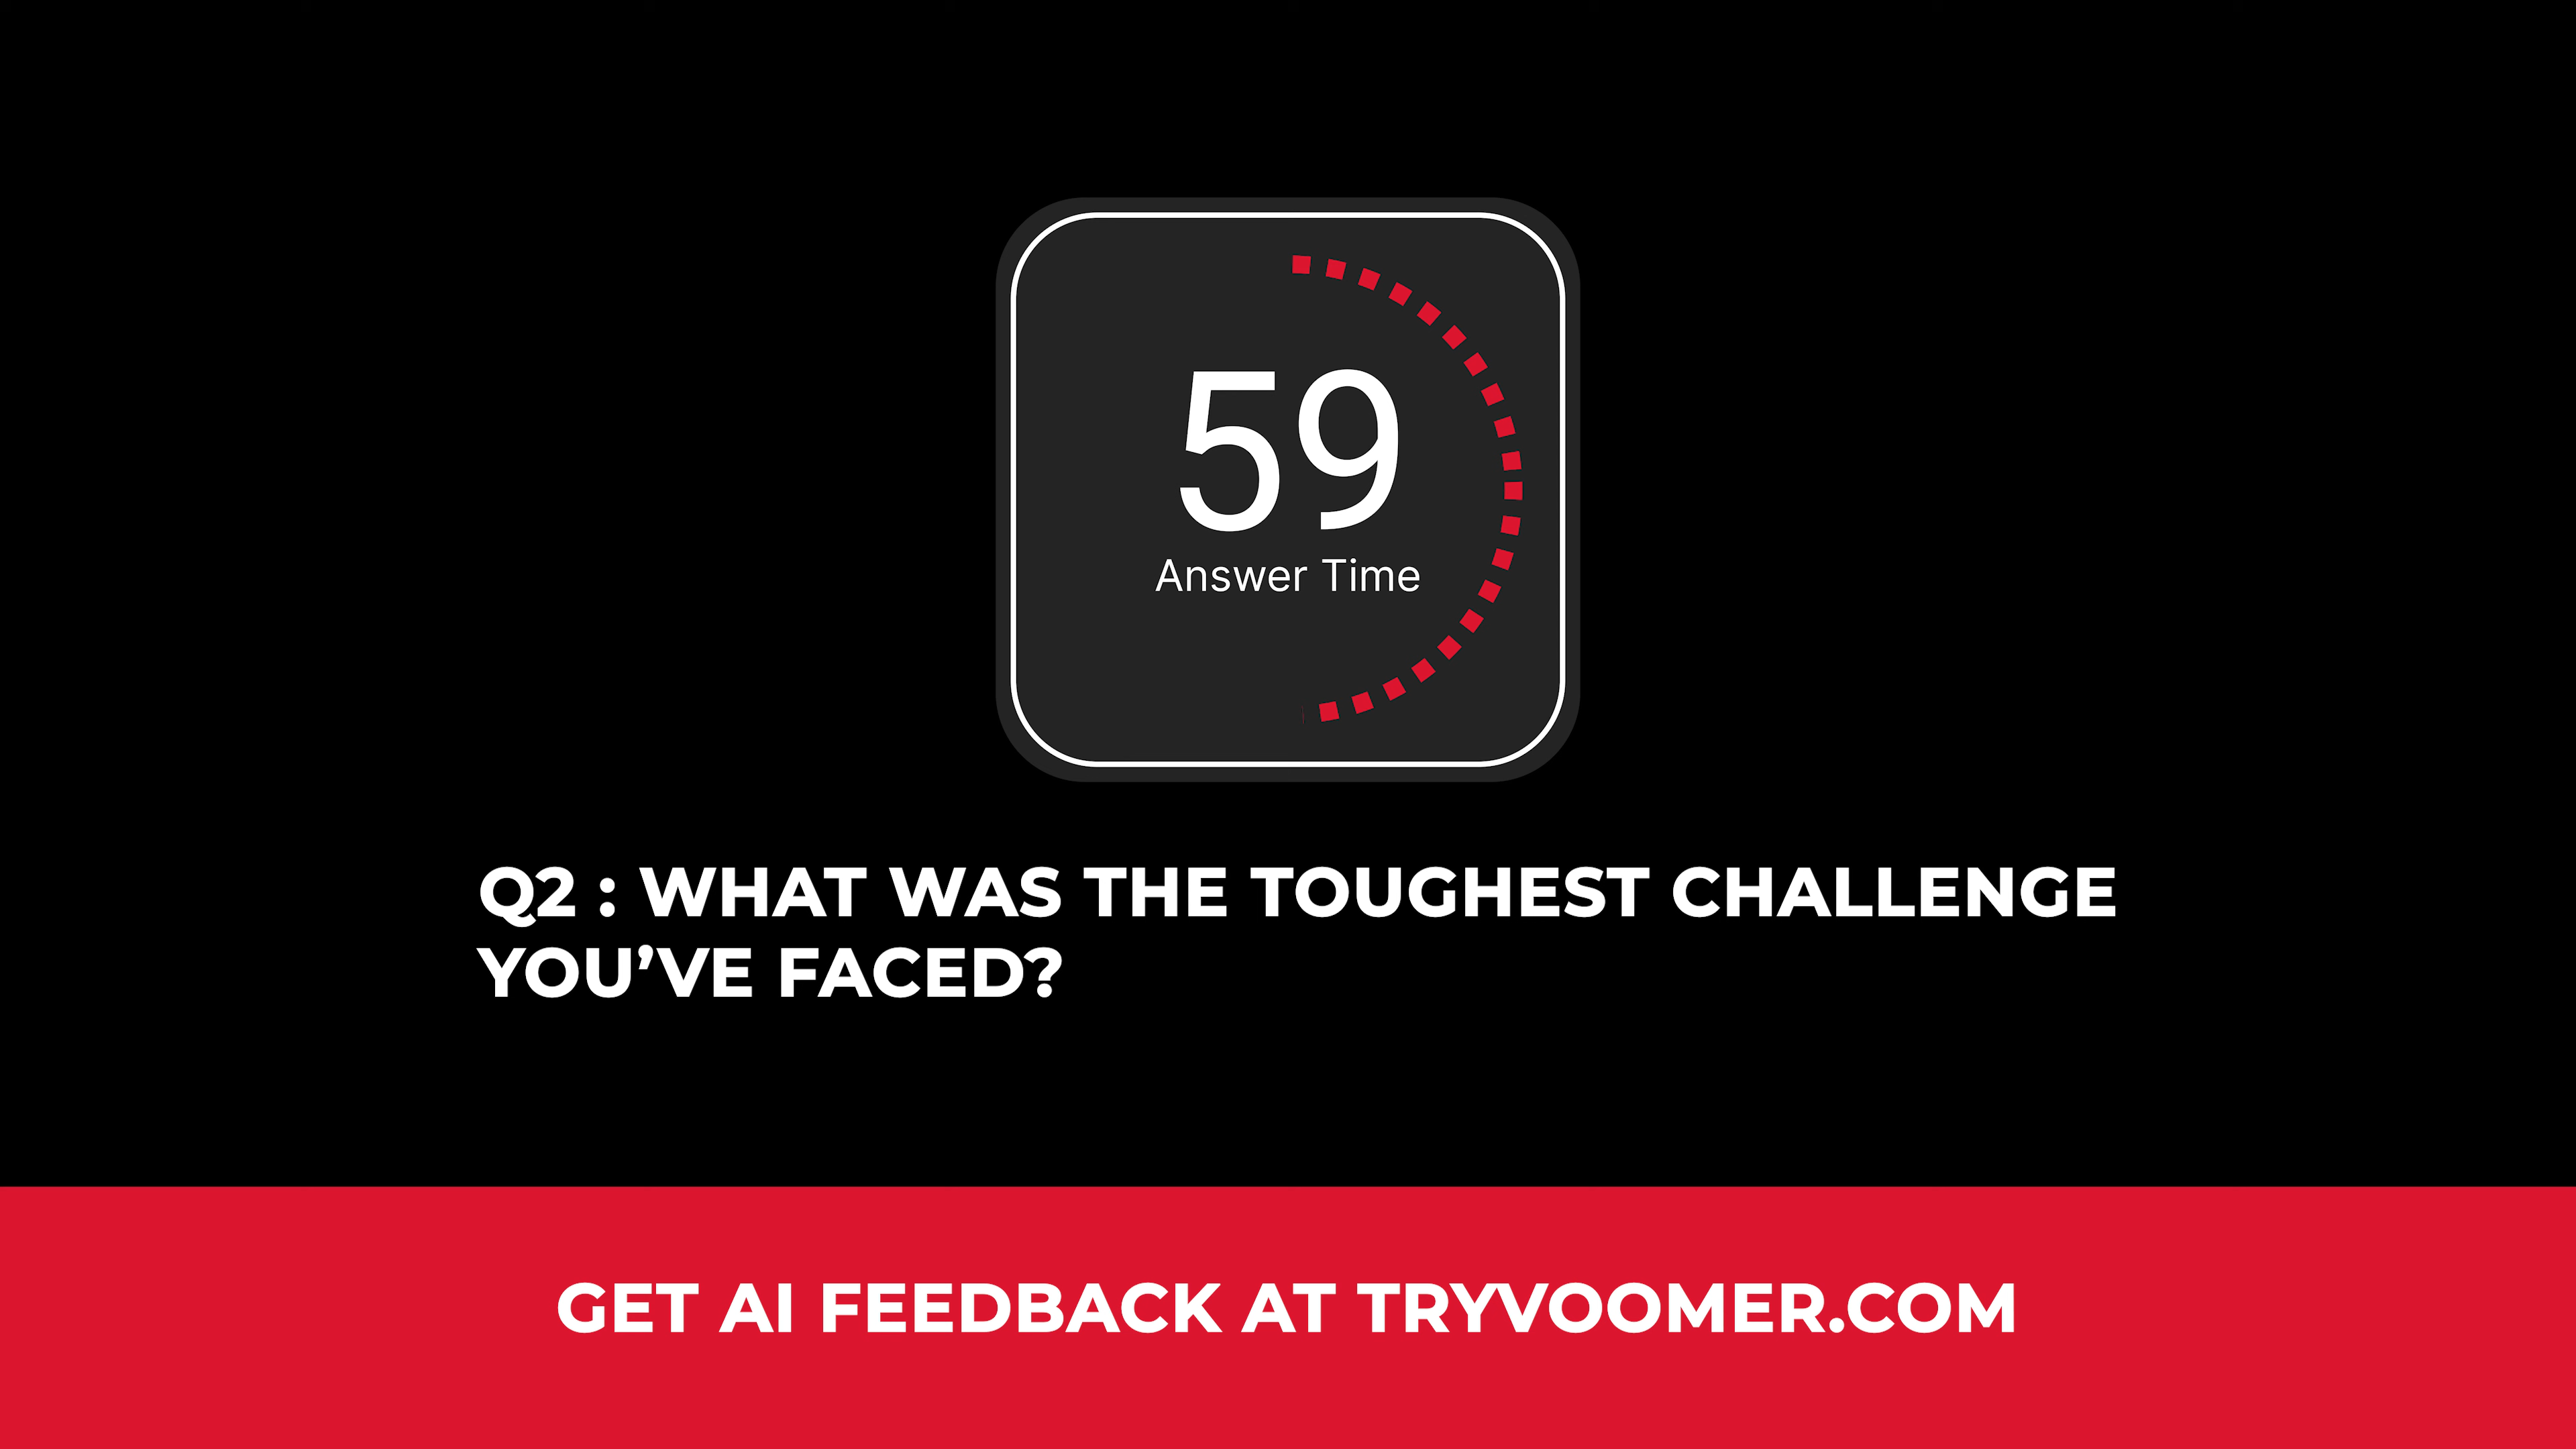 59
Answer Time
Q2 : WHAT WAS THE TOUGHEST CHALLENGE
YOU’VE FACED?
GET AI FEEDBACK AT TRYVOOMER.COM